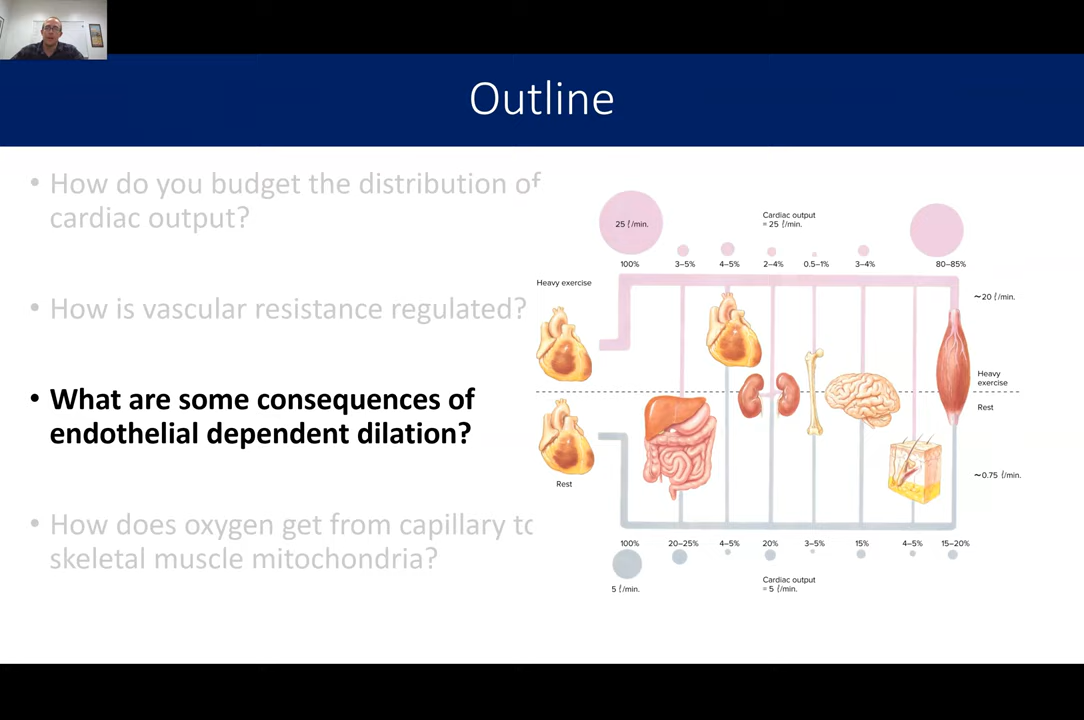 Outline
• How do you budget the distribution of
cardiac output?
• How is vascular resistance regulated?
• What are some consequences of
endothelial dependent dilation?
• How does oxygen get from capillary to
skeletal muscle mitochondria?
25 ℓ/min.
Cardiac output
= 25 ℓ/min.
100% 3–5% 4–5% 2–4% 0.5–1% 3–4% 80–85%
Heavy exercise
~20 ℓ/min.
Heavy
exercise
Rest
Rest
~0.75 ℓ/min.
100% 20–25% 4–5% 20% 3–5% 15% 4–5% 15–20%
5 ℓ/min.
Cardiac output
= 5 ℓ/min.